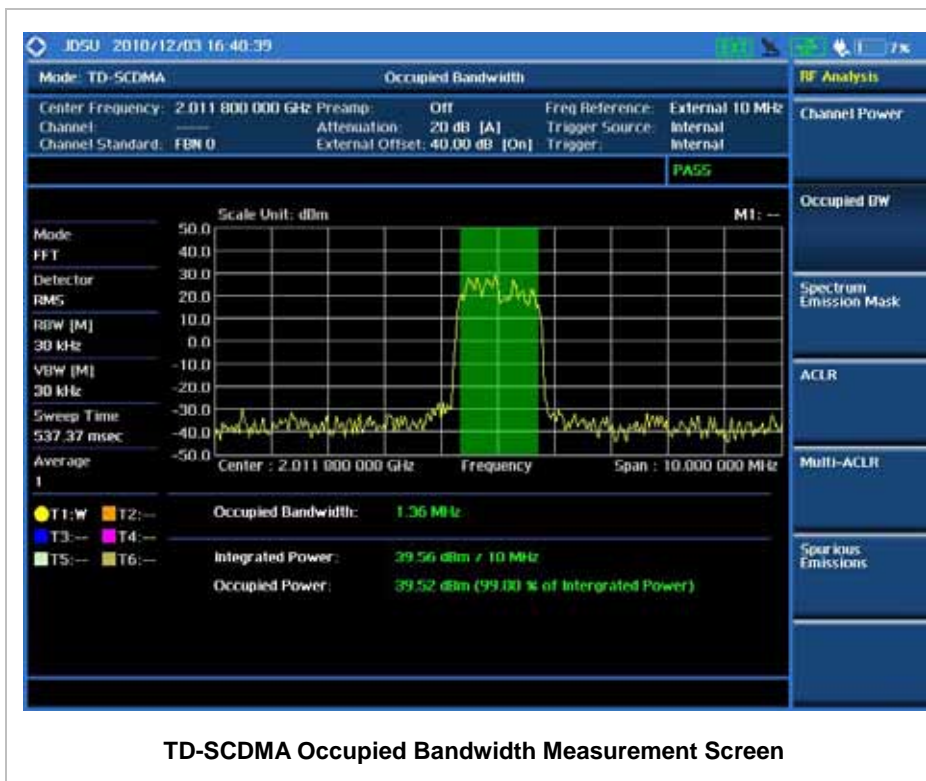 JDSU 2010/12/03 16:40:39
EXT 7%
Mode: TD-SCDMA Occupied Bandwidth RF Analysis
Center Frequency: 2.011 800 000 GHz Preamp: Off Freq Reference: External 10 MHz
Channel: ---- Attenuation: 20 dB [A] Trigger Source: Internal
Channel Standard: FBN 0 External Offset: 40.00 dB [On] Trigger: Internal
PASS
Channel Power
Occupied BW
Spectrum
Emission Mask
ACLR
Multi-ACLR
Spurious
Emissions
Mode
FFT
Detector
RMS
RBW [M]
30 kHz
VBW [M]
30 kHz
Sweep Time
537.37 msec
Average
1
T1:W T2:--
T3:-- T4:--
T5:-- T6:--
Scale Unit: dBm M1: --
50.0
40.0
30.0
20.0
10.0
0.0
-10.0
-20.0
-30.0
-40.0
-50.0
Center : 2.011 800 000 GHz Frequency Span : 10.000 000 MHz
Occupied Bandwidth: 1.36 MHz
Integrated Power: 39.56 dBm / 10 MHz
Occupied Power: 39.52 dBm (99.00 % of Intergrated Power)
TD-SCDMA Occupied Bandwidth Measurement Screen